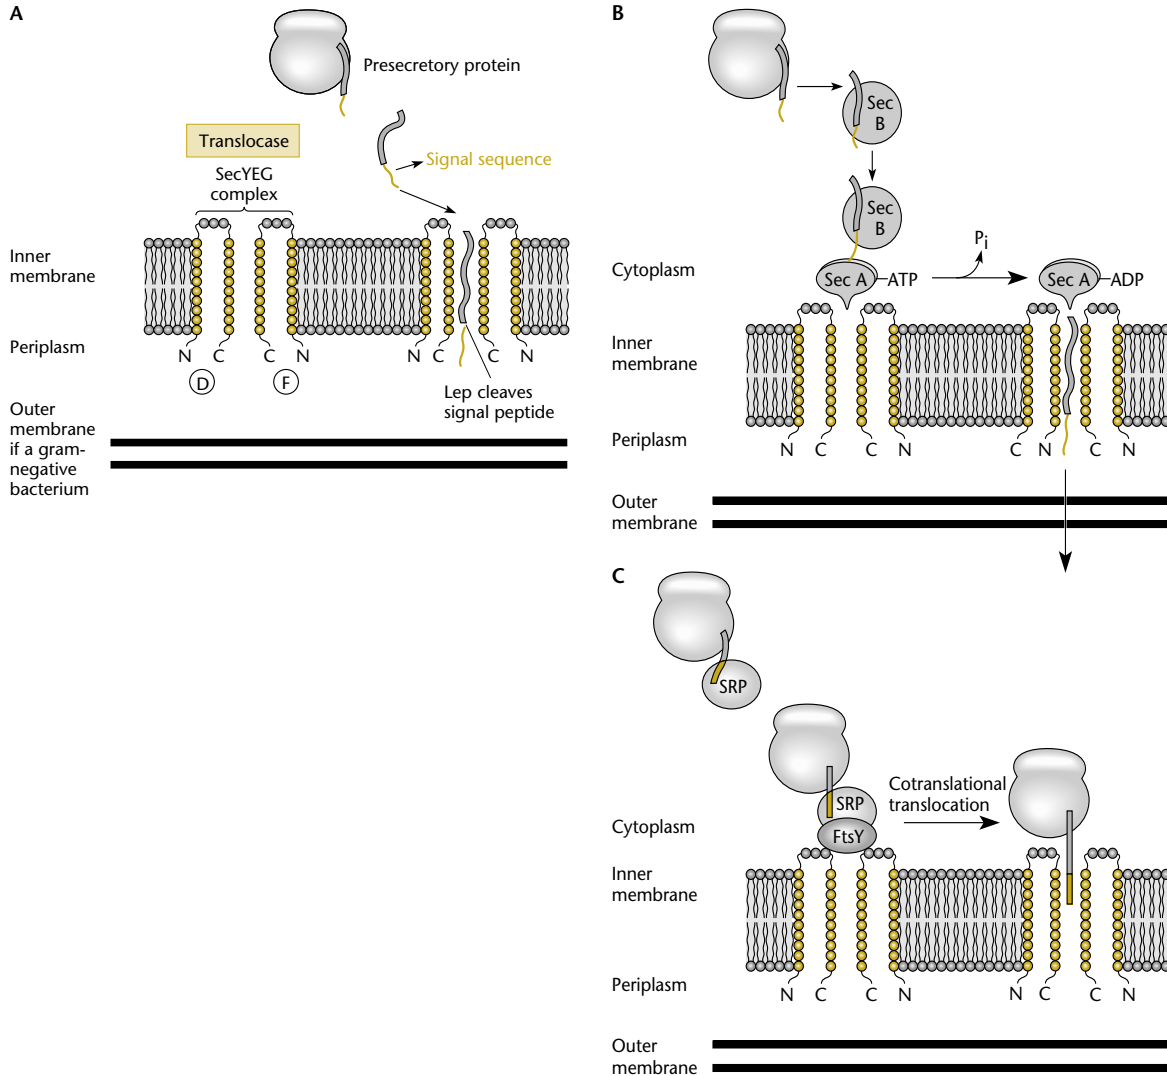 A
Presecretory protein
Translocase
Signal sequence
SecYEG
complex
Inner
membrane
Periplasm
N
C
C
N
N
C
C
N
D
F
Lep cleaves
signal peptide
Outer
membrane
if a gram-
negative
bacterium
B
Sec
B
Sec
B
Pi
Cytoplasm
Sec A
ATP
Sec A
ADP
Inner
membrane
Periplasm
N
C
C
N
C
N
C
N
Outer
membrane
C
SRP
Cotranslational
translocation
SRP
Cytoplasm
FtsY
Inner
membrane
Periplasm
N
C
C
N
N
C
C
N
Outer
membrane